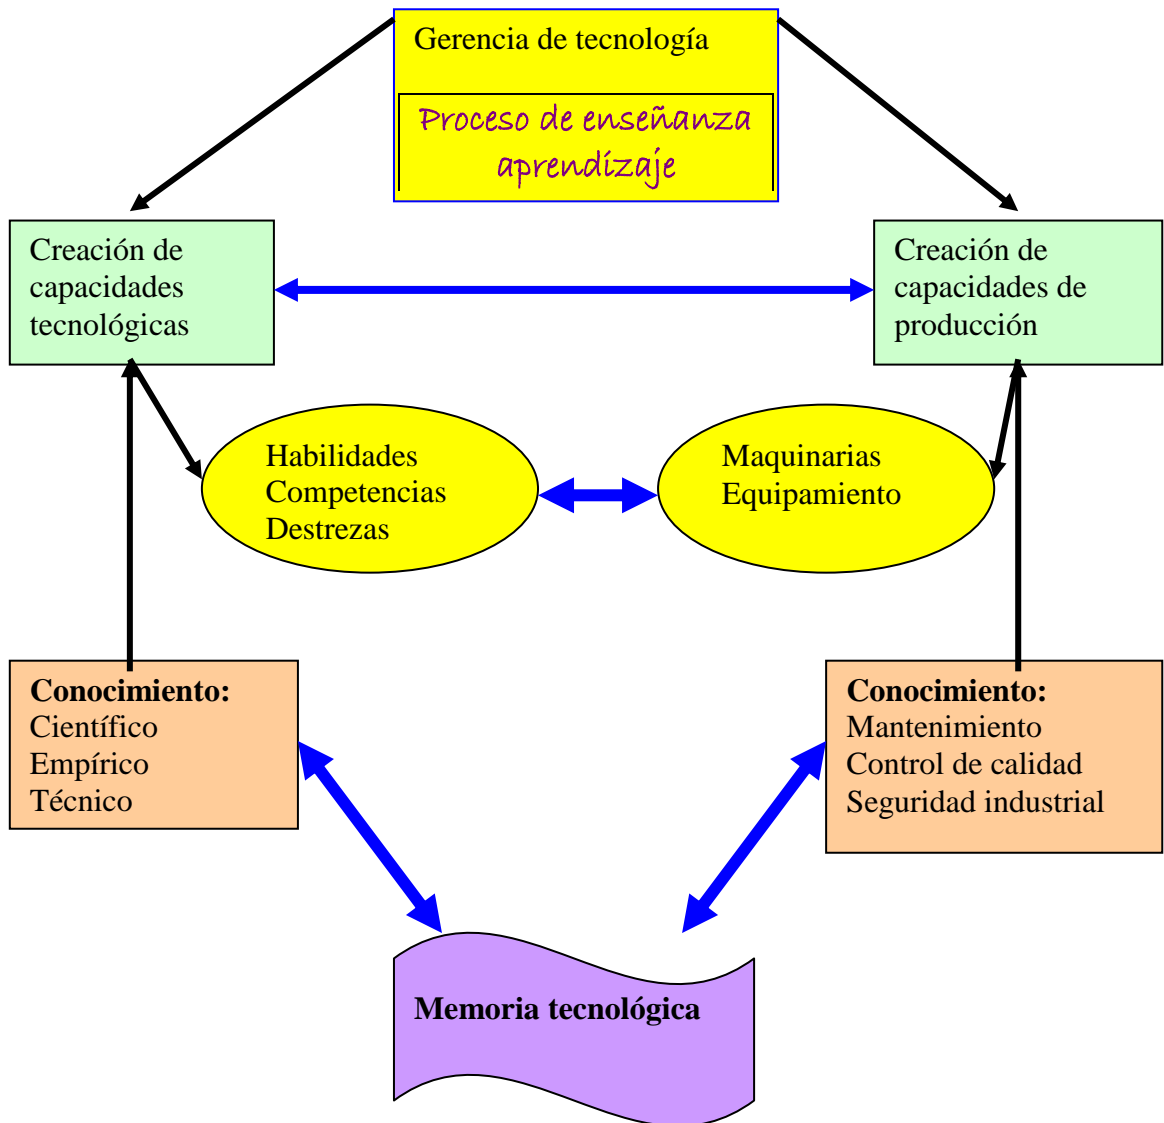 Gerencia de tecnología
Proceso de enseñanza
aprendizaje
Creación de
capacidades
tecnológicas
Creación de
capacidades de
producción
Habilidades
Competencias
Destrezas
Maquinarias
Equipamiento
Conocimiento:
Científico
Empírico
Técnico
Conocimiento:
Mantenimiento
Control de calidad
Seguridad industrial
Memoria tecnológica